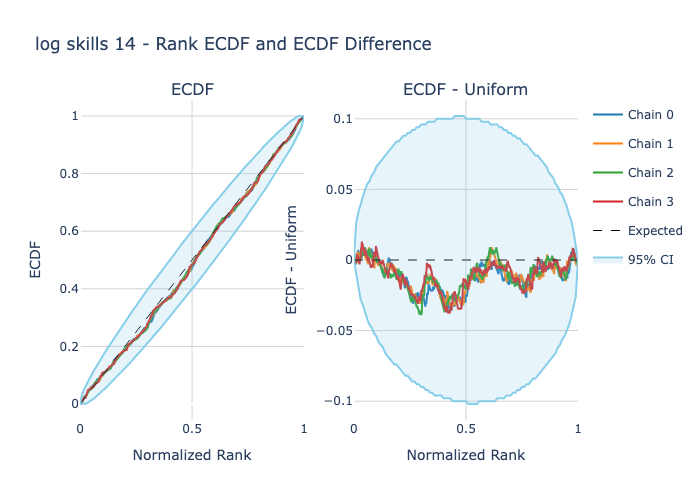 log skills 14 - Rank ECDF and ECDF Difference
ECDF
ECDF - Uniform
1
0.8
0.6
0.4
0.2
0
0
0.5
1
Normalized Rank
ECDF
0.1
0.05
0
−0.05
−0.1
0
0.5
1
Normalized Rank
ECDF - Uniform
Chain 0
Chain 1
Chain 2
Chain 3
Expected
95% CI